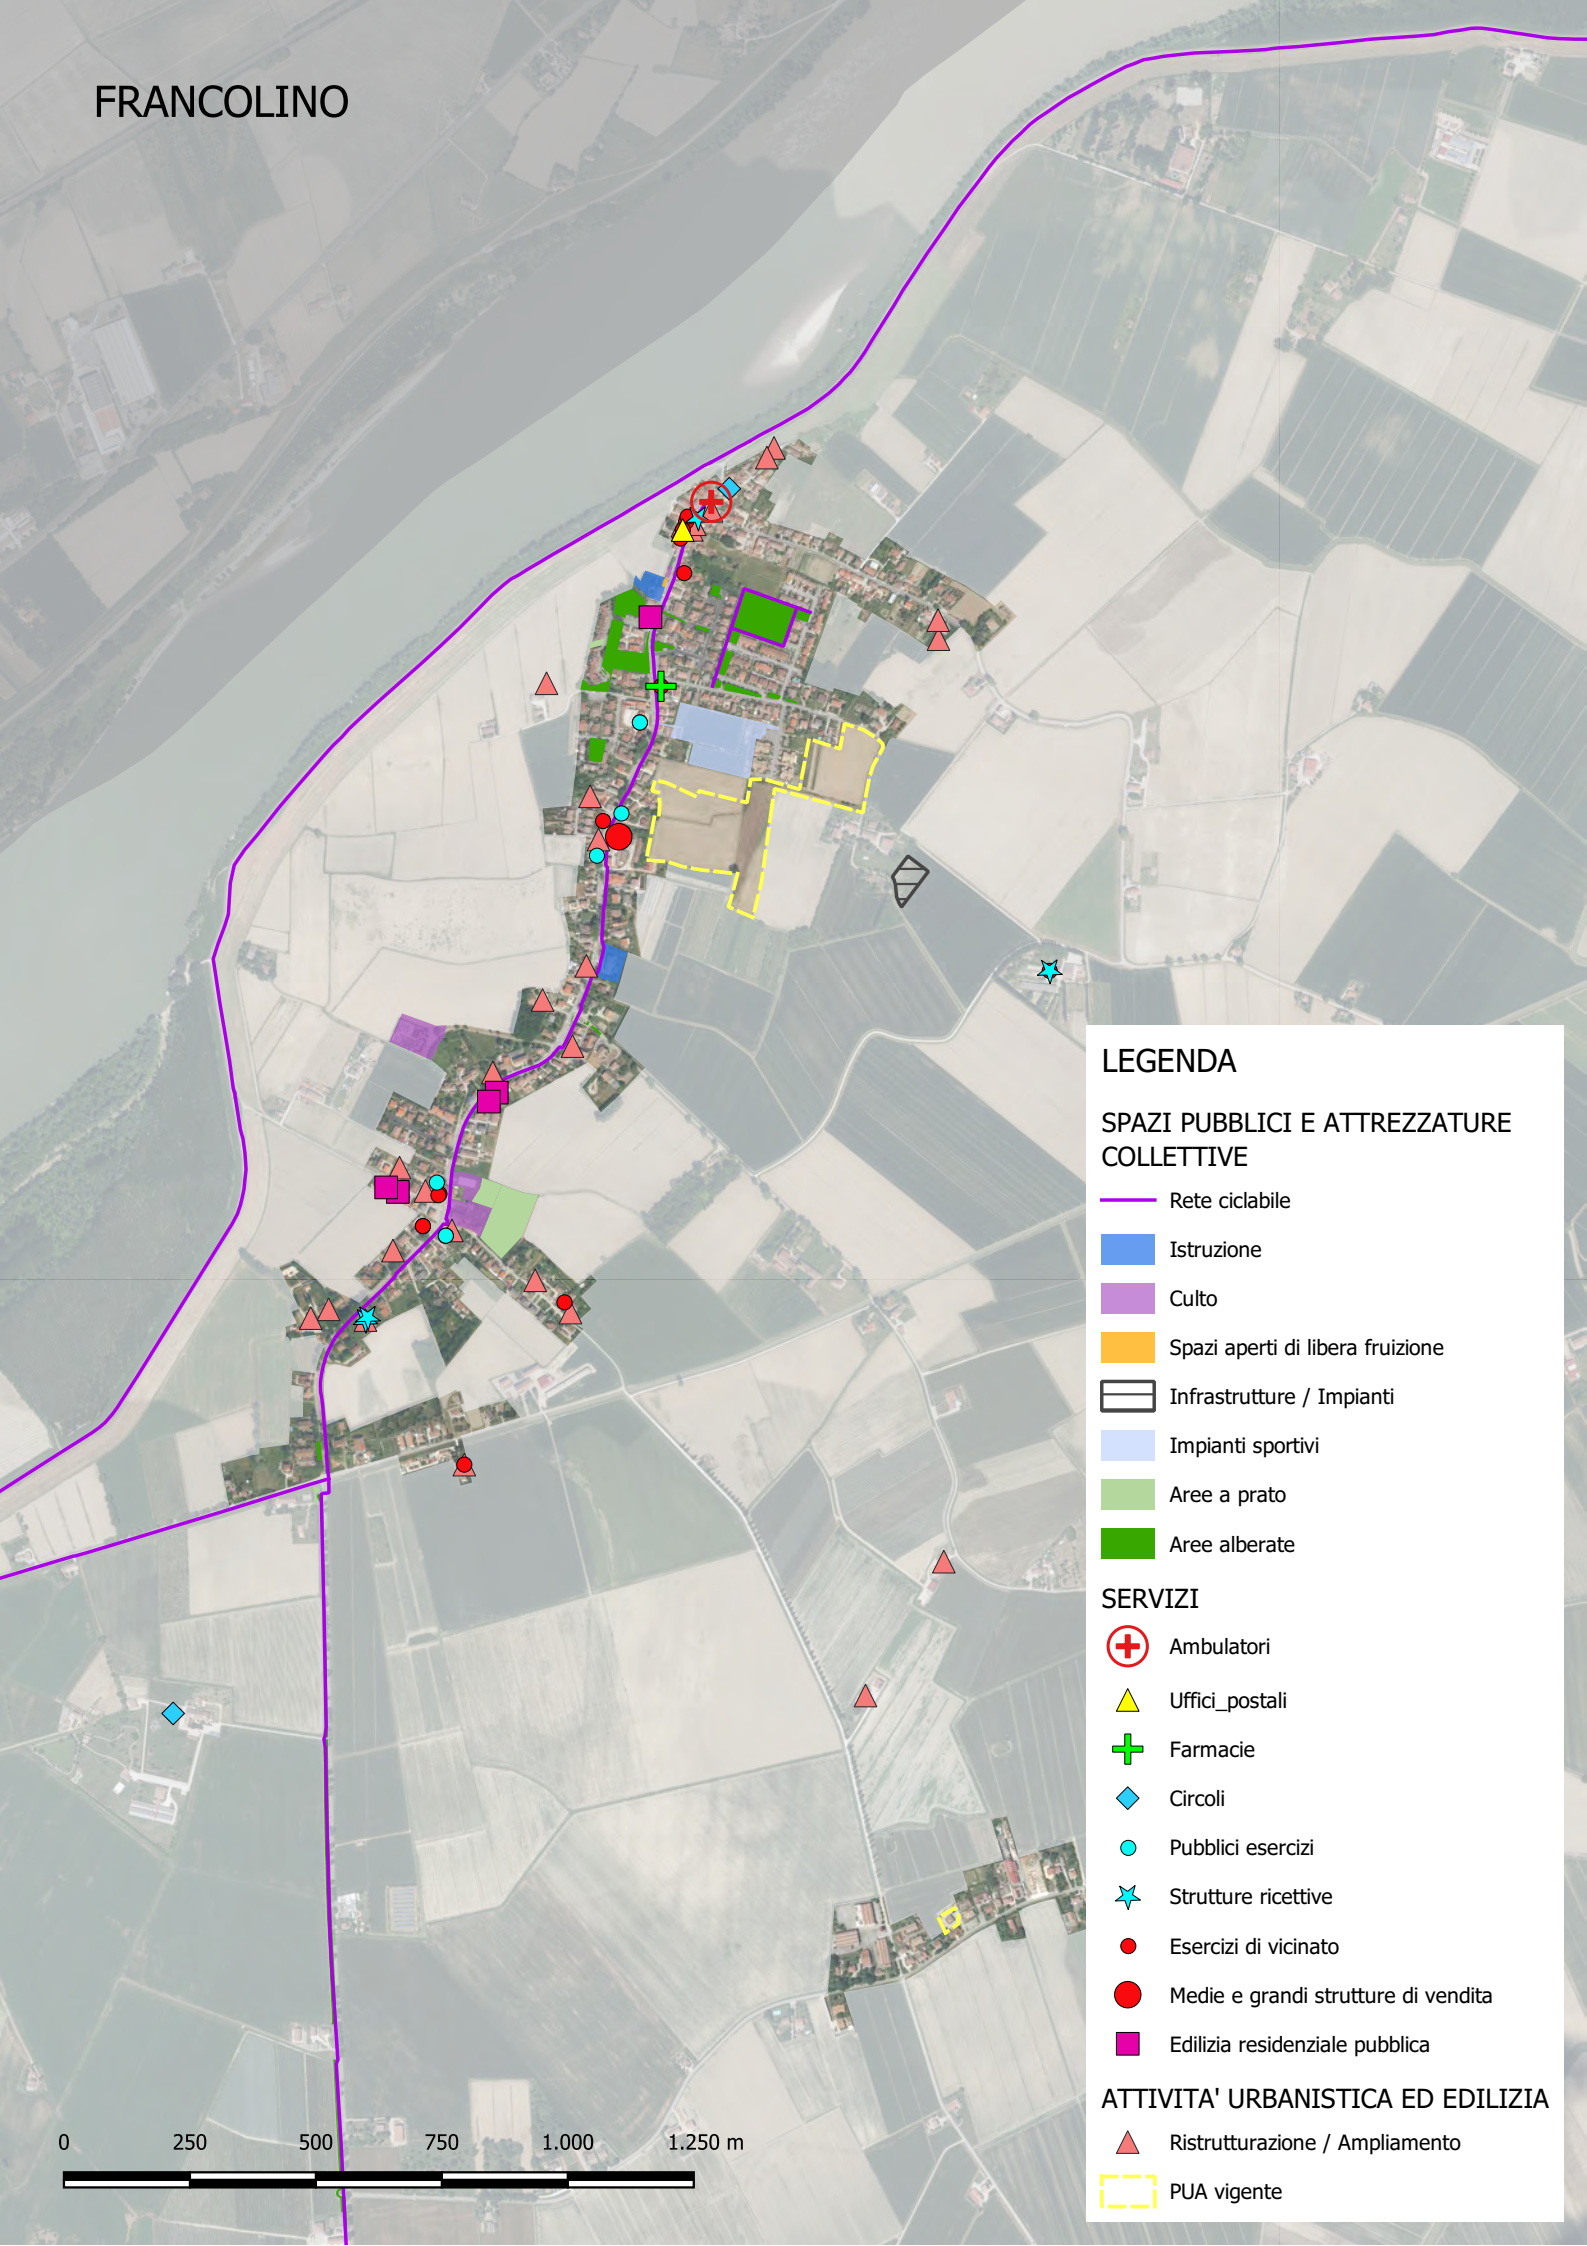 FRANCOLINO
LEGENDA
SPAZI PUBBLICI E ATTREZZATURE
COLLETTIVE
Rete ciclabile
Istruzione
Culto
Spazi aperti di libera fruizione
Infrastrutture / Impianti
Impianti sportivi
Aree a prato
Aree alberate
SERVIZI
Ambulatori
Uffici_postali
Farmacie
Circoli
Pubblici esercizi
Strutture ricettive
Esercizi di vicinato
Medie e grandi strutture di vendita
Edilizia residenziale pubblica
ATTIVITA' URBANISTICA ED EDILIZIA
Ristrutturazione / Ampliamento
PUA vigente
0 250 500 750 1.000 1.250 m